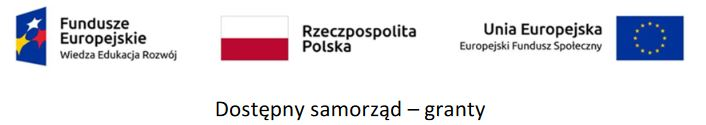 Fundusze
Europejskie
Wiedza Edukacja Rozwój
Rzeczpospolita
Polska
Unia Europejska
Europejski Fundusz Społeczny
Dostępny samorząd – granty